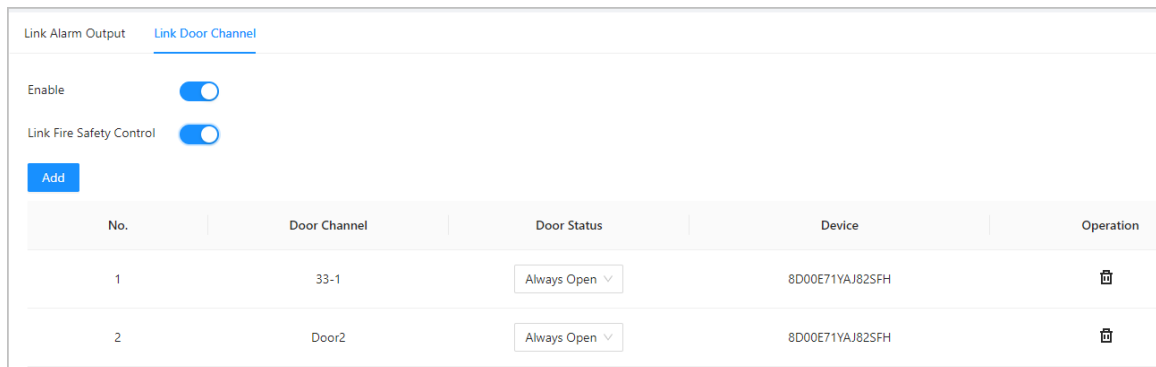 Link Alarm Output Link Door Channel
Enable
Link Fire Safety Control
Add
No. Door Channel Door Status Device Operation
1 33-1 Always Open 8D00E71YAJ82SFH
2 Door2 Always Open 8D00E71YAJ82SFH